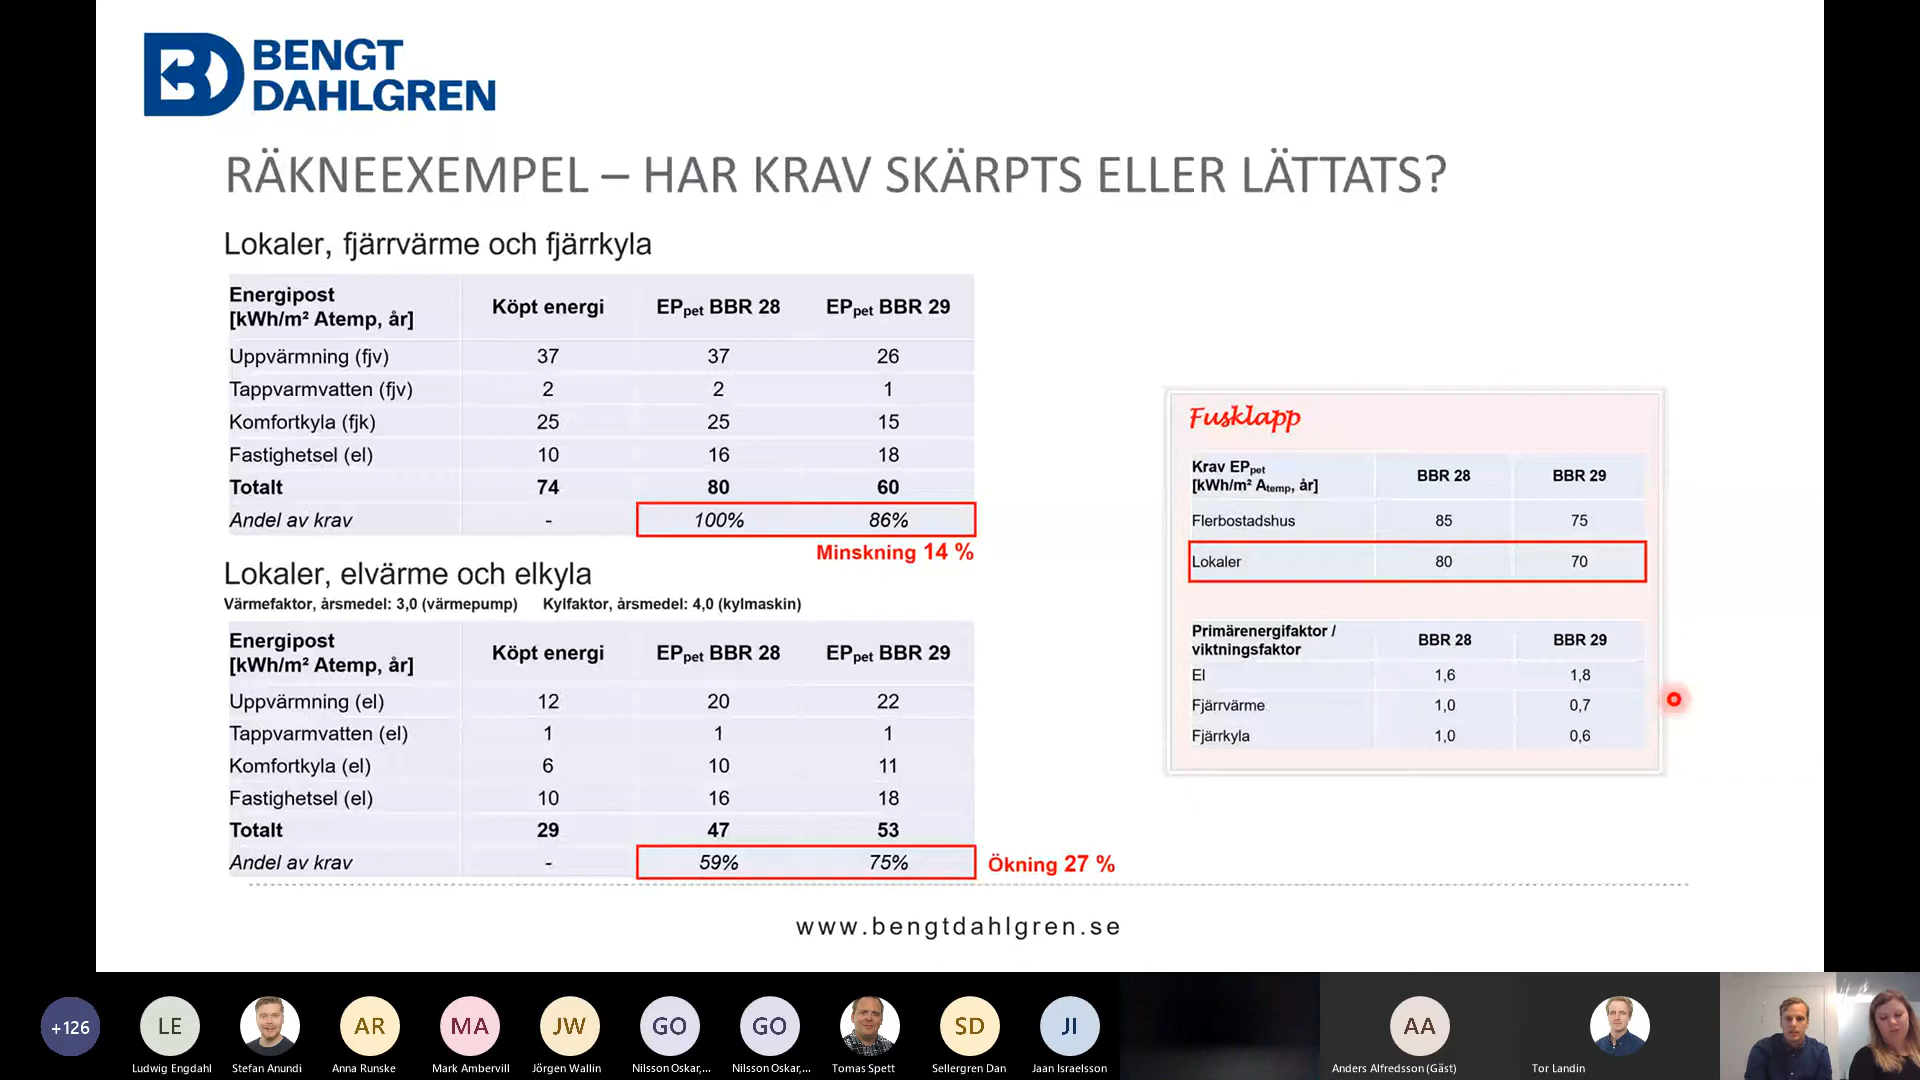 BENGT
DAHLGREN
RÄKNEEXEMPEL – HAR KRAV SKÄRPTS ELLER LÄTTATS?
Lokaler, fjärrvärme och fjärrkyla
Energipost
[kWh/m² Atemp, år] Köpt energi EPpet BBR 28 EPpet BBR 29
Uppvärmning (fjv) 37 37 26
Tappvarmvatten (fjv) 2 2 1
Komfortkyla (fjk) 25 25 15
Fastighetsel (el) 10 16 18
Totalt 74 80 60
Andel av krav - 100% 86%
Minskning 14 %
Lokaler, elvärme och elkyla
Värmefaktor, årsmedel: 3,0 (värmepump) Kylfaktor, årsmedel: 4,0 (kylmaskin)
Energipost
[kWh/m² Atemp, år] Köpt energi EPpet BBR 28 EPpet BBR 29
Uppvärmning (el) 12 20 22
Tappvarmvatten (el) 1 1 1
Komfortkyla (el) 6 10 11
Fastighetsel (el) 10 16 18
Totalt 29 47 53
Andel av krav - 59% 75%
Ökning 27 %
Fusklapp
Krav EPpet
[kWh/m² Atemp, år] BBR 28 BBR 29
Flerbostadshus 85 75
Lokaler 80 70
Primärenergifaktor /
viktningsfaktor BBR 28 BBR 29
El 1,6 1,8
Fjärrvärme 1,0 0,7
Fjärrkyla 1,0 0,6
www.bengtdahlgren.se
+126 LE AR MA JW GO GO SD JI AA
Ludwig Engdahl Stefan Anundi Anna Runske Mark Ambervill Jörgen Wallin Nilsson Oskar,... Nilsson Oskar,... Tomas Spett Sellergren Dan Jaan Israelsson Anders Alfredsson (Gäst) Tor Landin